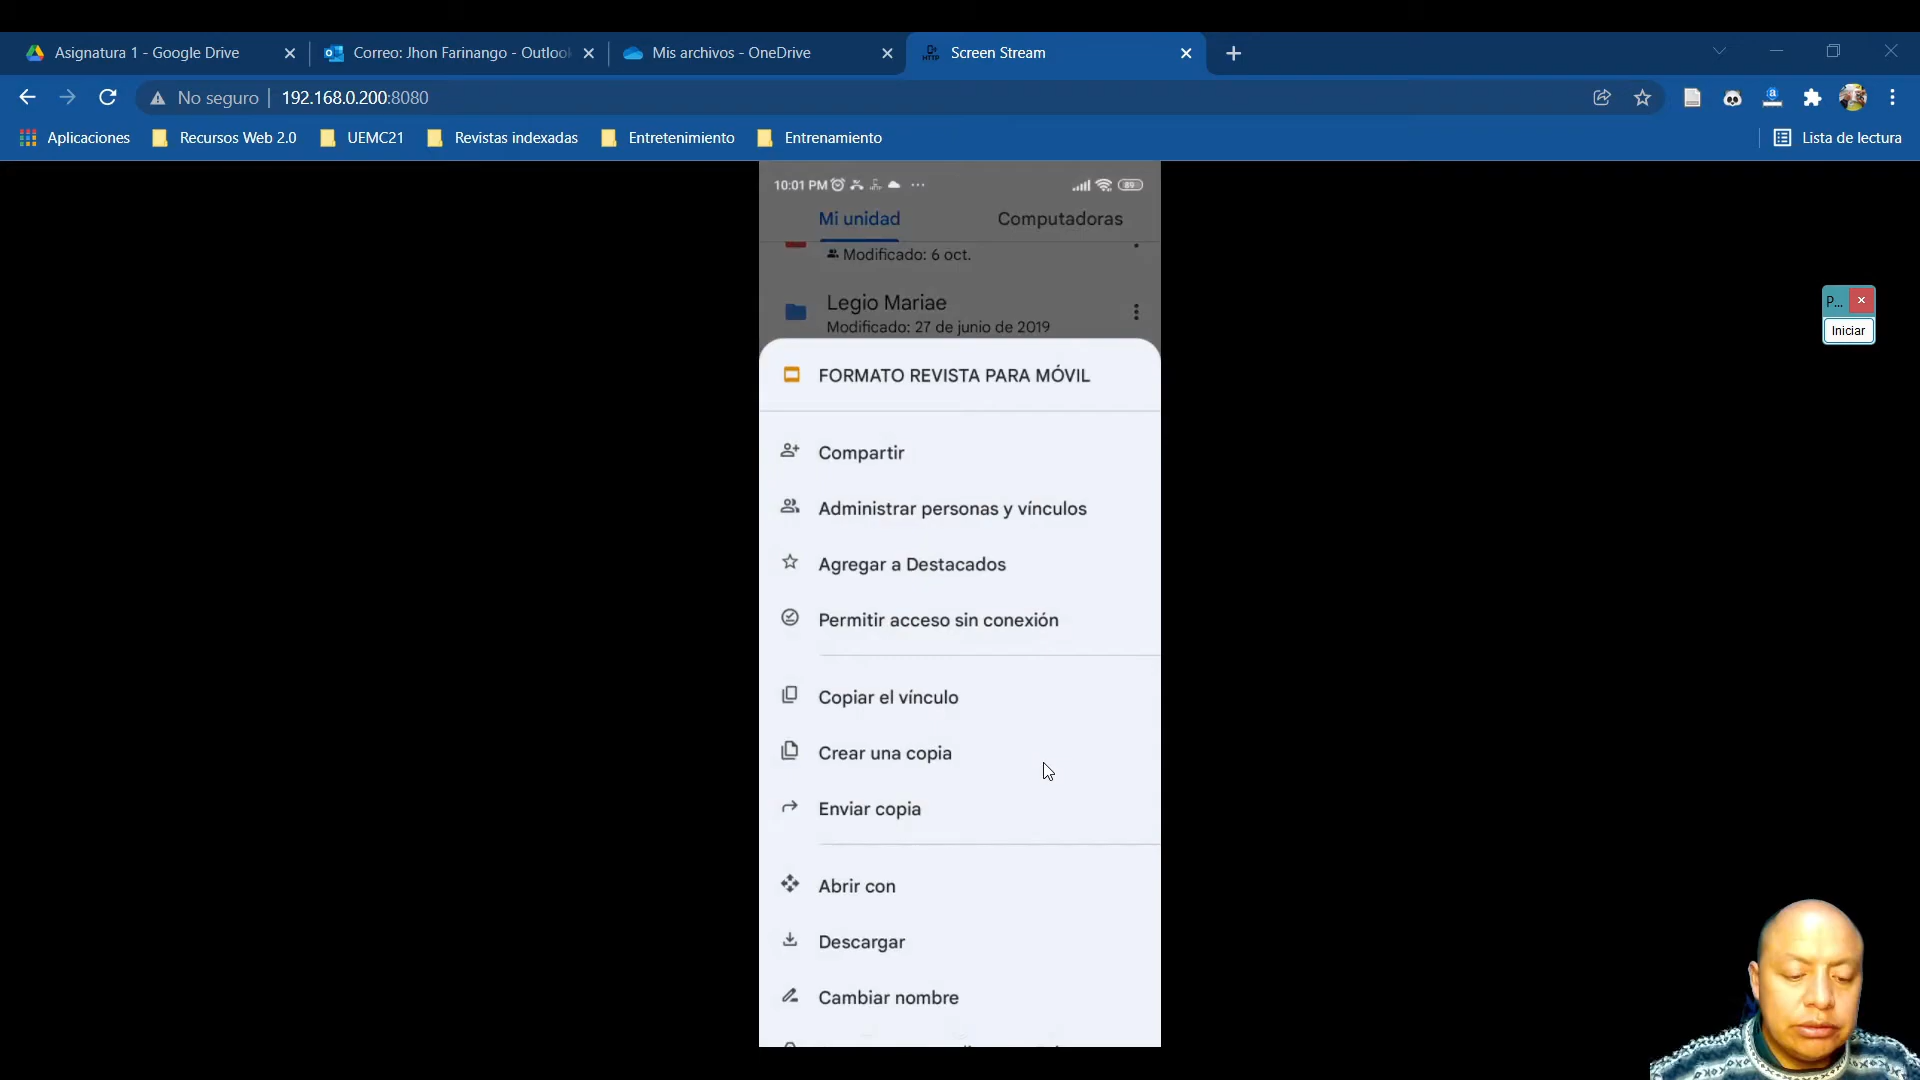 Asignatura 1 - Google Drive
Correo: Jhon Farinango - Outloo
Mis archivos - OneDrive
HTTP
Screen Stream
No seguro
192.168.0.200:8080
Aplicaciones
Recursos Web 2.0
UEMC21
Revistas indexadas
Entretenimiento
Entrenamiento
Lista de lectura
10:01 PM
89
Mi unidad
Computadoras
Modificado: 6 oct.
Legio Mariae
Modificado: 27 de junio de 2019
P...
Iniciar
FORMATO REVISTA PARA MÓVIL
Compartir
Administrar personas y vínculos
Agregar a Destacados
Permitir acceso sin conexión
Copiar el vínculo
Crear una copia
Enviar copia
Abrir con
Descargar
Cambiar nombre